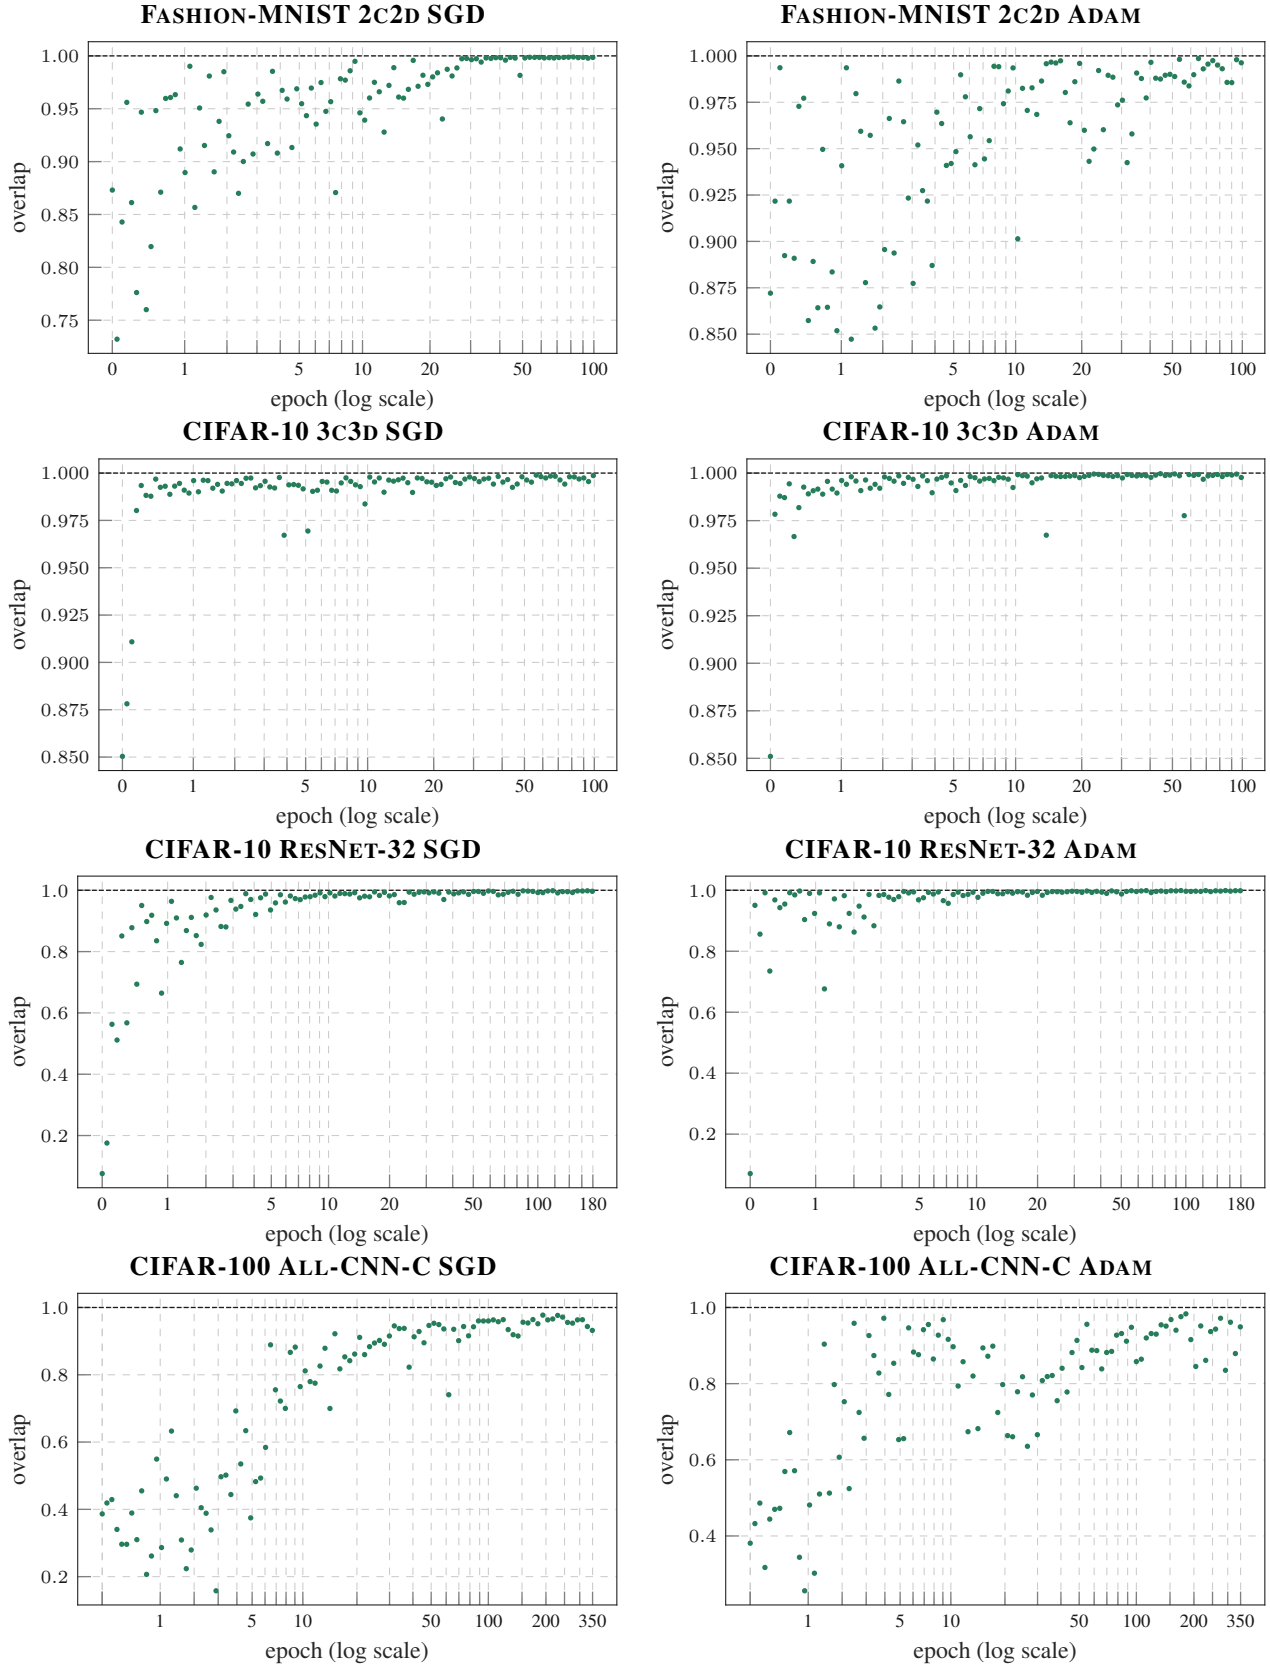 FASHION-MNIST 2C2D SGD
1.00
0.95
0.90
0.85
0.80
0.75
overlap
0 1 5 10 20 50 100
epoch (log scale)
FASHION-MNIST 2C2D ADAM
1.000
0.975
0.950
0.925
0.900
0.875
0.850
overlap
0 1 5 10 20 50 100
epoch (log scale)
CIFAR-10 3C3D SGD
1.000
0.975
0.950
0.925
0.900
0.875
0.850
overlap
0 1 5 10 20 50 100
epoch (log scale)
CIFAR-10 3C3D ADAM
1.000
0.975
0.950
0.925
0.900
0.875
0.850
overlap
0 1 5 10 20 50 100
epoch (log scale)
CIFAR-10 RESNET-32 SGD
1.0
0.8
0.6
0.4
0.2
overlap
0 1 5 10 20 50 100 180
epoch (log scale)
CIFAR-10 RESNET-32 ADAM
1.0
0.8
0.6
0.4
0.2
overlap
0 1 5 10 20 50 100 180
epoch (log scale)
CIFAR-100 ALL-CNN-C SGD
1.0
0.8
0.6
0.4
0.2
overlap
1 5 10 50 100 200 350
epoch (log scale)
CIFAR-100 ALL-CNN-C ADAM
1.0
0.8
0.6
0.4
overlap
1 5 10 50 100 200 350
epoch (log scale)